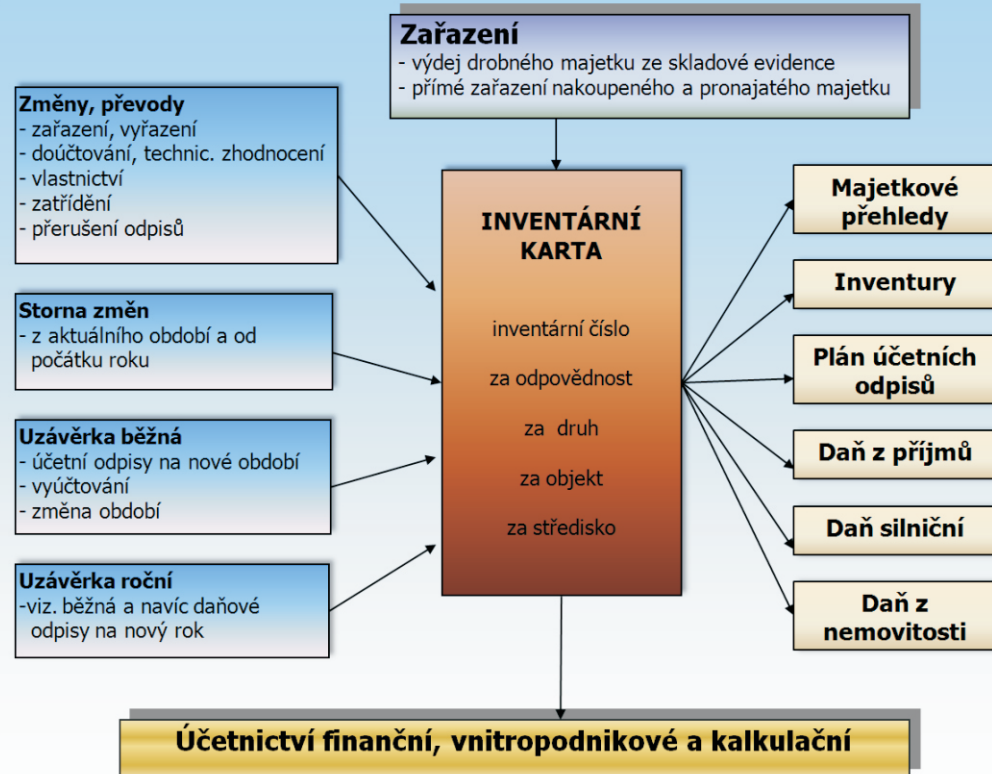 Zařazení
- výdej drobného majetku ze skladové evidence
- přímé zařazení nakoupeného a pronajatého majetku
Změny, převody
- zařazení, vyřazení
- doúčtování, technic. zhodnocení
- vlastnictví
- zatřídění
- přerušení odpisů
Storna změn
- z aktuálního období a od
počátku roku
Uzávěrka běžná
- účetní odpisy na nové období
- vyúčtování
- změna období
Uzávěrka roční
-viz. běžná a navíc daňové
odpisy na nový rok
INVENTÁRNÍ
KARTA
inventární číslo
za odpovědnost
za druh
za objekt
za středisko
Majetkové
přehledy
Inventury
Plán účetních
odpisů
Daň z příjmů
Daň silniční
Daň z
nemovitosti
Účetnictví finanční, vnitropodnikové a kalkulační